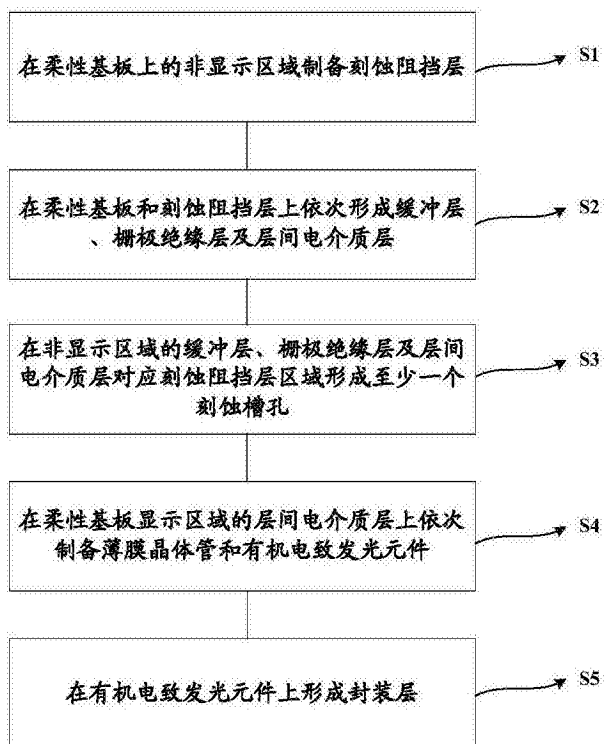 在柔性基板上的非显示区域制备刻蚀阻挡层
S1
在柔性基板和刻蚀阻挡层上依次形成缓冲层
、栅极绝缘层及层间电介质层
S2
在非显示区域的缓冲层、栅极绝缘层及层间
电介质层对应刻蚀阻挡层区域形成至少一个
刻蚀槽孔
S3
在柔性基板显示区域的层间电介质层上依次
制备薄膜晶体管和有机电致发光元件
S4
在有机电致发光元件上形成封装层
S5